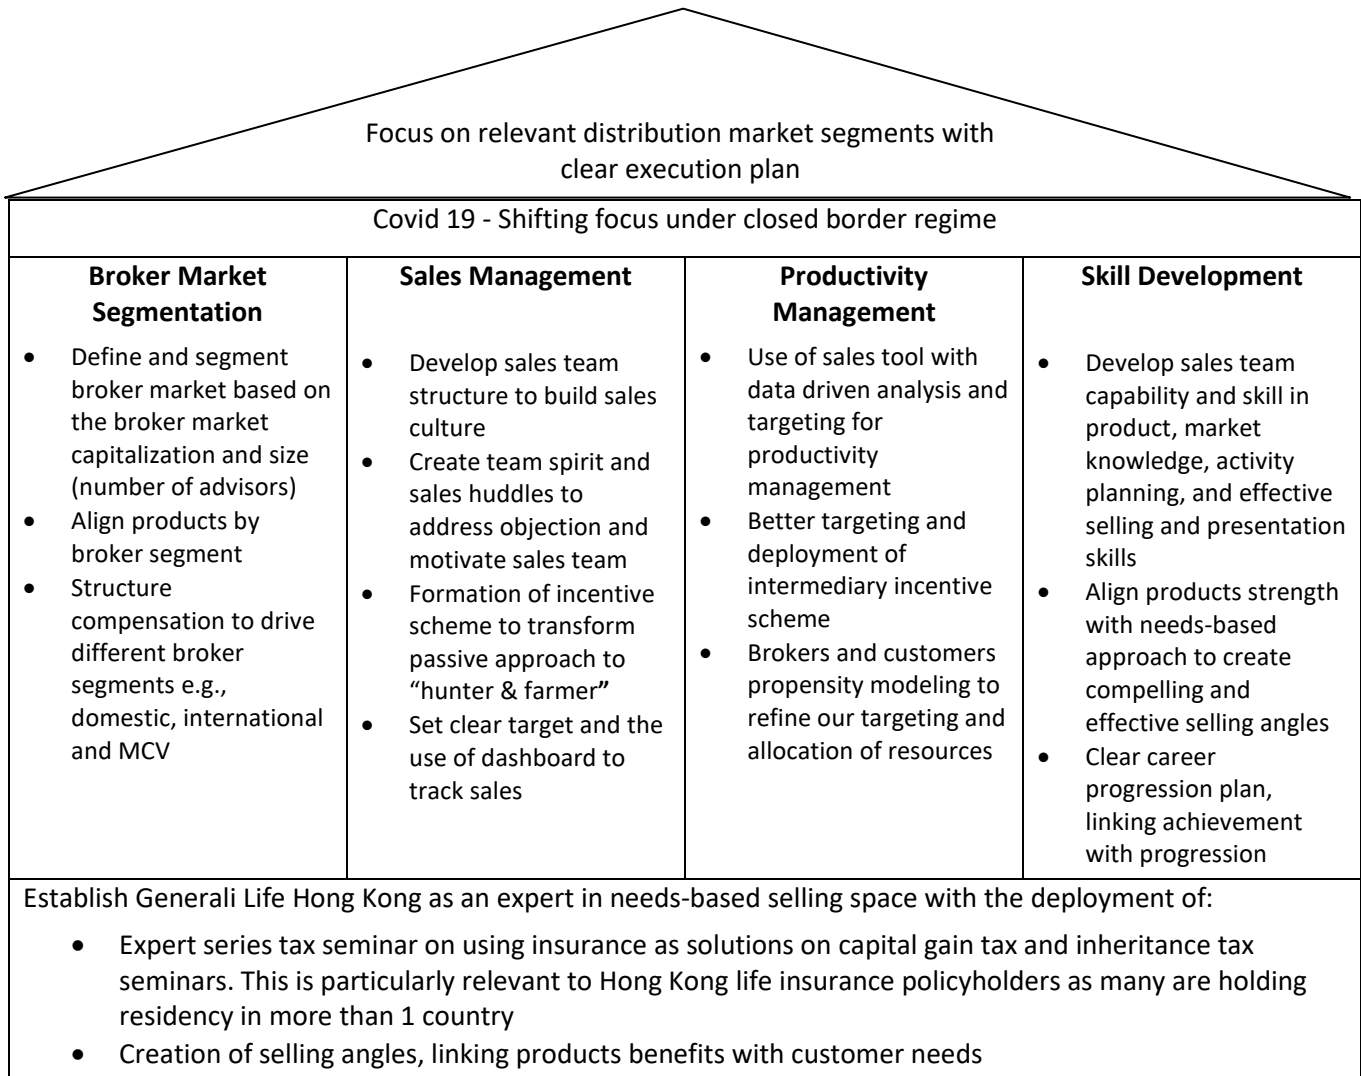 Focus on relevant distribution market segments with
clear execution plan
Covid 19 - Shifting focus under closed border regime
Broker Market
Segmentation
• Define and segment
broker market based on
the broker market
capitalization and size
(number of advisors)
• Align products by
broker segment
• Structure
compensation to drive
different broker
segments e.g.,
domestic, international
and MCV
Sales Management
• Develop sales team
structure to build sales
culture
• Create team spirit and
sales huddles to
address objection and
motivate sales team
• Formation of incentive
scheme to transform
passive approach to
“hunter & farmer”
• Set clear target and the
use of dashboard to
track sales
Productivity
Management
• Use of sales tool with
data driven analysis and
targeting for
productivity
management
• Better targeting and
deployment of
intermediary incentive
scheme
• Brokers and customers
propensity modeling to
refine our targeting and
allocation of resources
Skill Development
• Develop sales team
capability and skill in
product, market
knowledge, activity
planning, and effective
selling and presentation
skills
• Align products strength
with needs-based
approach to create
compelling and
effective selling angles
• Clear career
progression plan,
linking achievement
with progression
Establish Generali Life Hong Kong as an expert in needs-based selling space with the deployment of:
• Expert series tax seminar on using insurance as solutions on capital gain tax and inheritance tax
seminars. This is particularly relevant to Hong Kong life insurance policyholders as many are holding
residency in more than 1 country
• Creation of selling angles, linking products benefits with customer needs